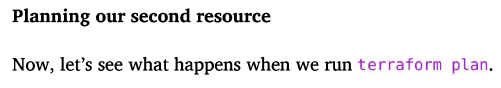 Planning our second resource
Now, let’s see what happens when we run terraform plan.